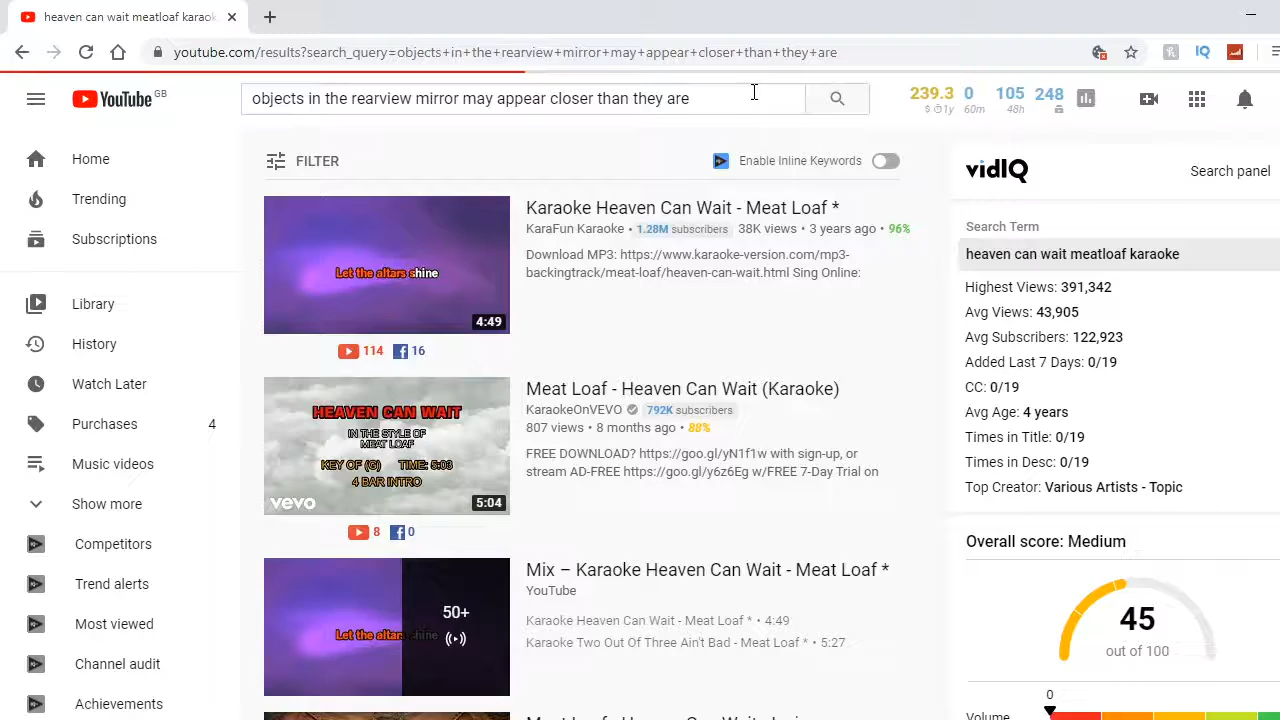 heaven can wait meatloaf karaok
youtube.com/results?search_query=objects+in+the+rearview+mirror+may+appear+closer+than+they+are
YouTube GB
objects in the rearview mirror may appear closer than they are
239.3 0 105 248
$ 1y 60m 48h
Home
Trending
Subscriptions
Library
History
Watch Later
Purchases 4
Music videos
Show more
Competitors
Trend alerts
Most viewed
Channel audit
Achievements
FILTER
Enable Inline Keywords
Let the altars shine
4:49
Karaoke Heaven Can Wait - Meat Loaf *
KaraFun Karaoke • 1.28M subscribers 38K views • 3 years ago • 96%
Download MP3: https://www.karaoke-version.com/mp3-
backingtrack/meat-loaf/heaven-can-wait.html Sing Online:
114 16
HEAVEN CAN WAIT
IN THE STYLE OF
MEAT LOAF
KEY OF (G) TIME: 5:03
4 BAR INTRO
vevo
5:04
Meat Loaf - Heaven Can Wait (Karaoke)
KaraokeOnVEVO 792K subscribers
807 views • 8 months ago • 88%
FREE DOWNLOAD? https://goo.gl/yN1f1w with sign-up, or
stream AD-FREE https://goo.gl/y6z6Eg w/FREE 7-Day Trial on
8 0
Let the altars shine
50+
Mix – Karaoke Heaven Can Wait - Meat Loaf *
YouTube
Karaoke Heaven Can Wait - Meat Loaf * • 4:49
Karaoke Two Out Of Three Ain't Bad - Meat Loaf * • 5:27
vidIQ
Search panel
Search Term
heaven can wait meatloaf karaoke
Highest Views: 391,342
Avg Views: 43,905
Avg Subscribers: 122,923
Added Last 7 Days: 0/19
CC: 0/19
Avg Age: 4 years
Times in Title: 0/19
Times in Desc: 0/19
Top Creator: Various Artists - Topic
Overall score: Medium
45
out of 100
0
Volume